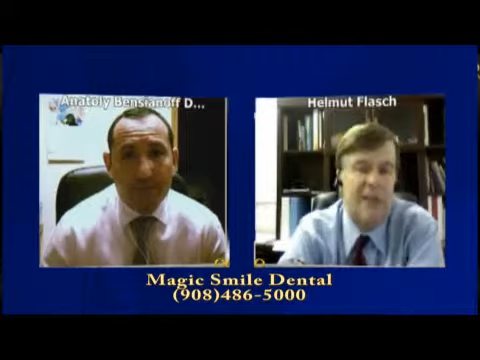 Anatoly Bensianoff D...
Helmut Flasch
Magic Smile Dental
(908)486-5000